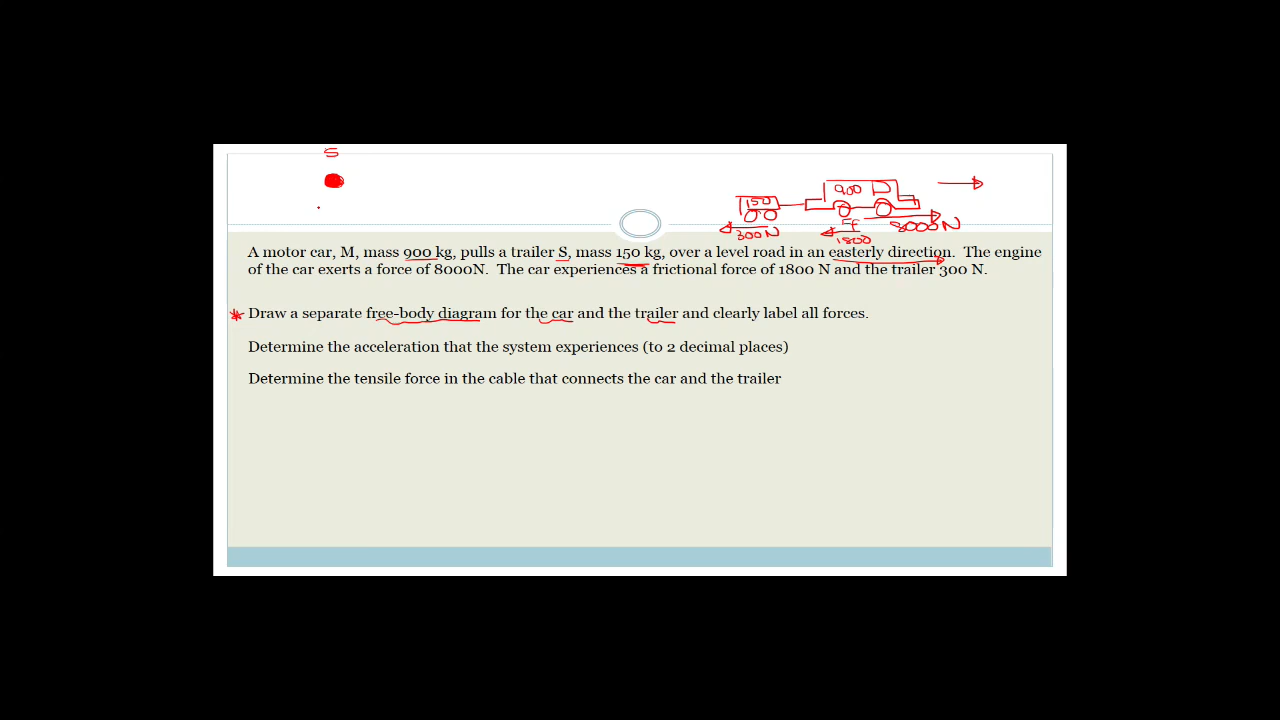 S
150
900
8000N
Ff
300N
1800
A motor car, M, mass 900 kg, pulls a trailer S, mass 150 kg, over a level road in an easterly direction. The engine
of the car exerts a force of 8000N. The car experiences a frictional force of 1800 N and the trailer 300 N.
Draw a separate free-body diagram for the car and the trailer and clearly label all forces.
Determine the acceleration that the system experiences (to 2 decimal places)
Determine the tensile force in the cable that connects the car and the trailer